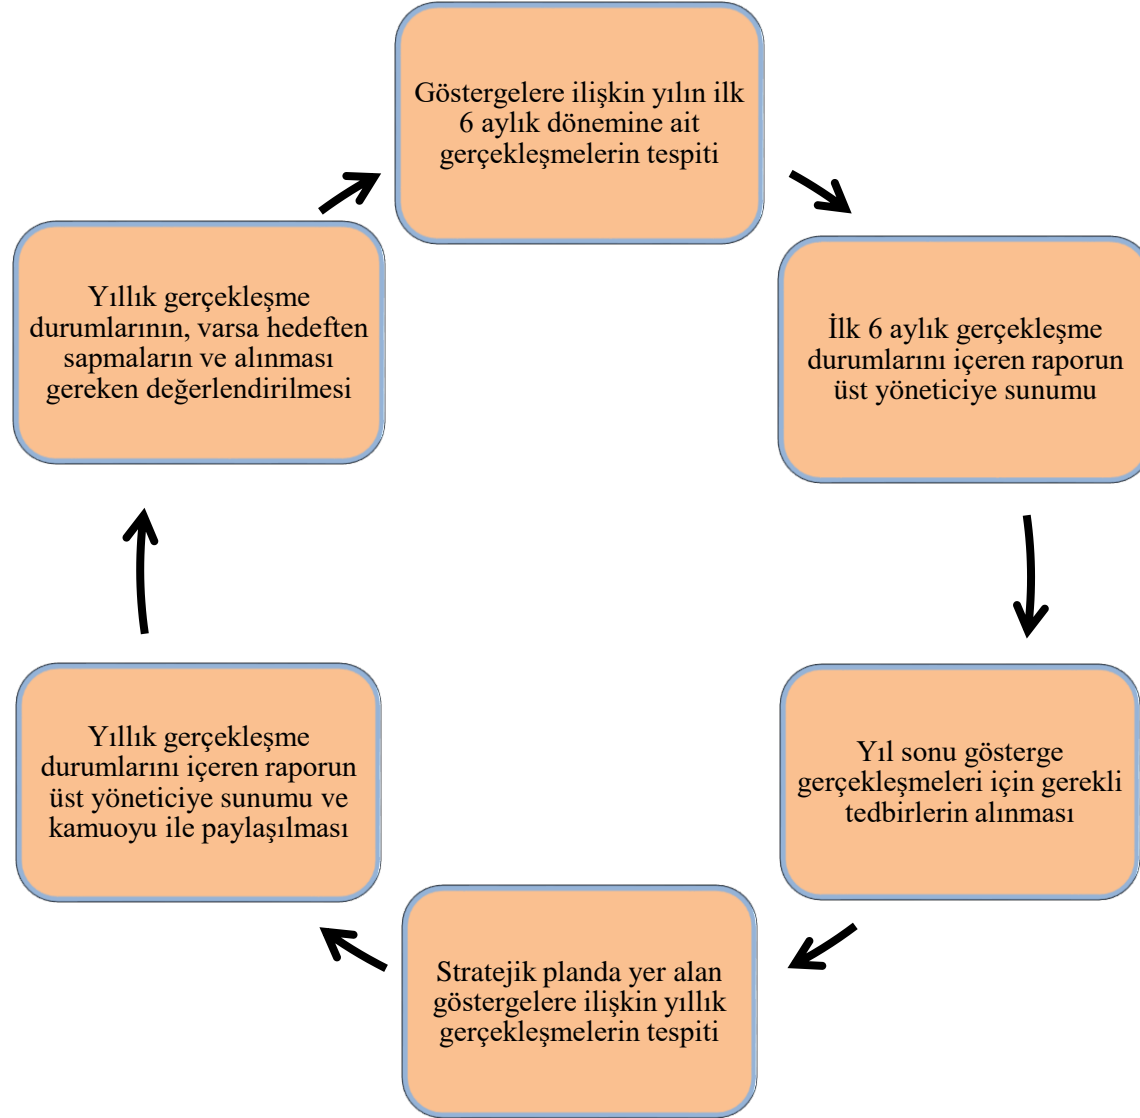 Göstergelere ilişkin yılın ilk
6 aylık dönemine ait
gerçekleşmelerin tespiti
İlk 6 aylık gerçekleşme
durumlarını içeren raporun
üst yöneticiye sunumu
Yıl sonu gösterge
gerçekleşmeleri için gerekli
tedbirlerin alınması
Stratejik planda yer alan
göstergelere ilişkin yıllık
gerçekleşmelerin tespiti
Yıllık gerçekleşme
durumlarını içeren raporun
üst yöneticiye sunumu ve
kamuoyu ile paylaşılması
Yıllık gerçekleşme
durumlarının, varsa hedeften
sapmaların ve alınması
gereken değerlendirilmesi